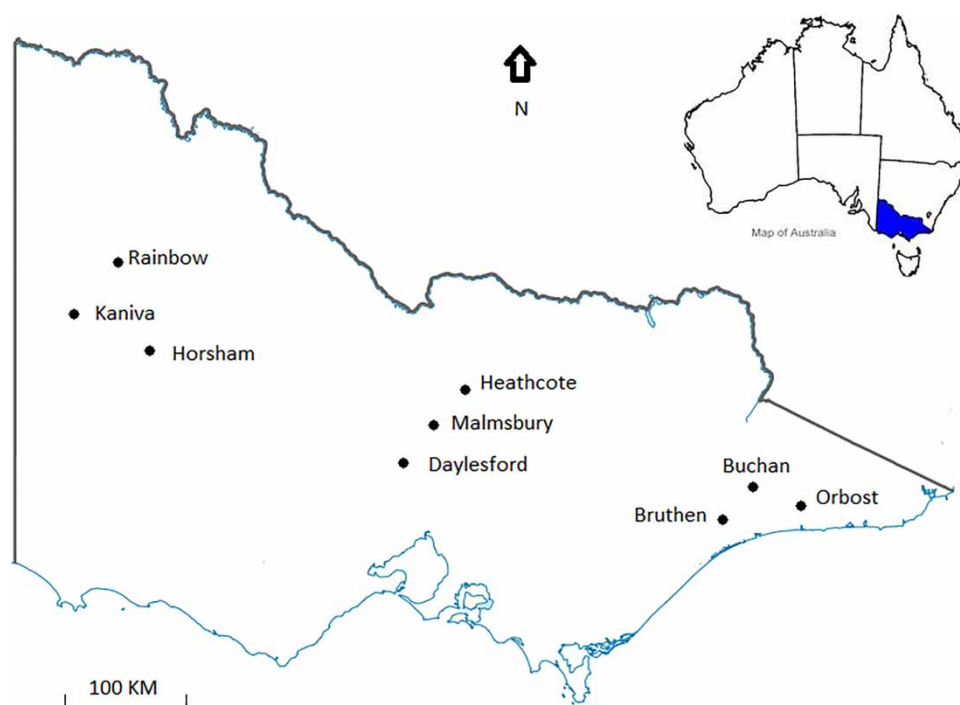 N
Map of Australia
Rainbow
Kaniva
Horsham
Heathcote
Malmsbury
Daylesford
Buchan
Orbost
Bruthen
100 KM